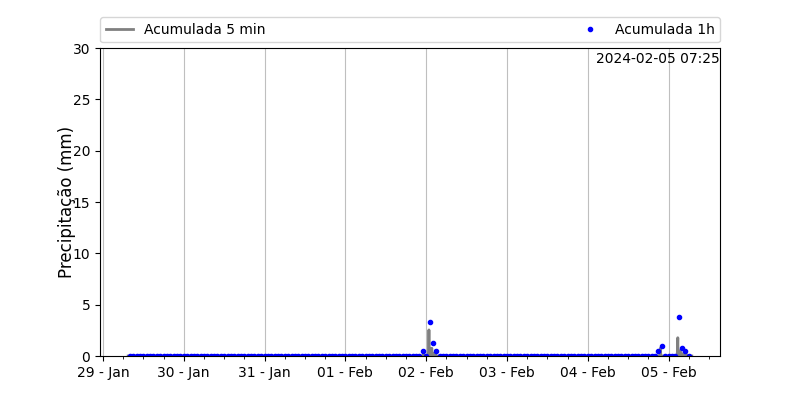 Acumulada 5 min
Acumulada 1h
2024-02-05 07:25
Precipitação (mm)
30
25
20
15
10
5
0
29 - Jan
30 - Jan
31 - Jan
01 - Feb
02 - Feb
03 - Feb
04 - Feb
05 - Feb